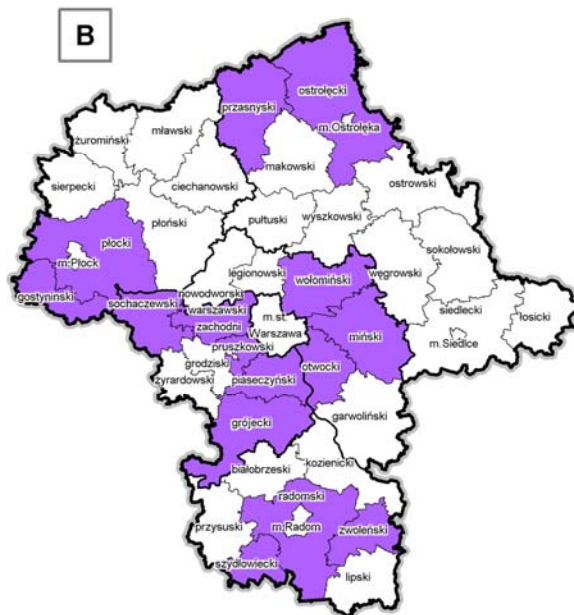 B
ostrołęcki
przasnyski
m.Ostrołęka
mławski
żuromiński
makowski
sierpecki
ciechanowski
ostrowski
płoński
pułtuski
wyszkowski
płocki
sokołowski
m.Płock
legionowski
wołomiński
węgrowski
gostyniński
sochaczewski
nowodworski
warszawski
zachodni
m.st.
Warszawa
siedlecki
łosicki
m.Siedlce
miński
pruszkowski
grodziski
otwocki
żyrardowski
piaseczyński
garwoliński
grójecki
białobrzeski
kozienicki
radomski
przysuski
m.Radom
zwoleński
szydłowiecki
lipski